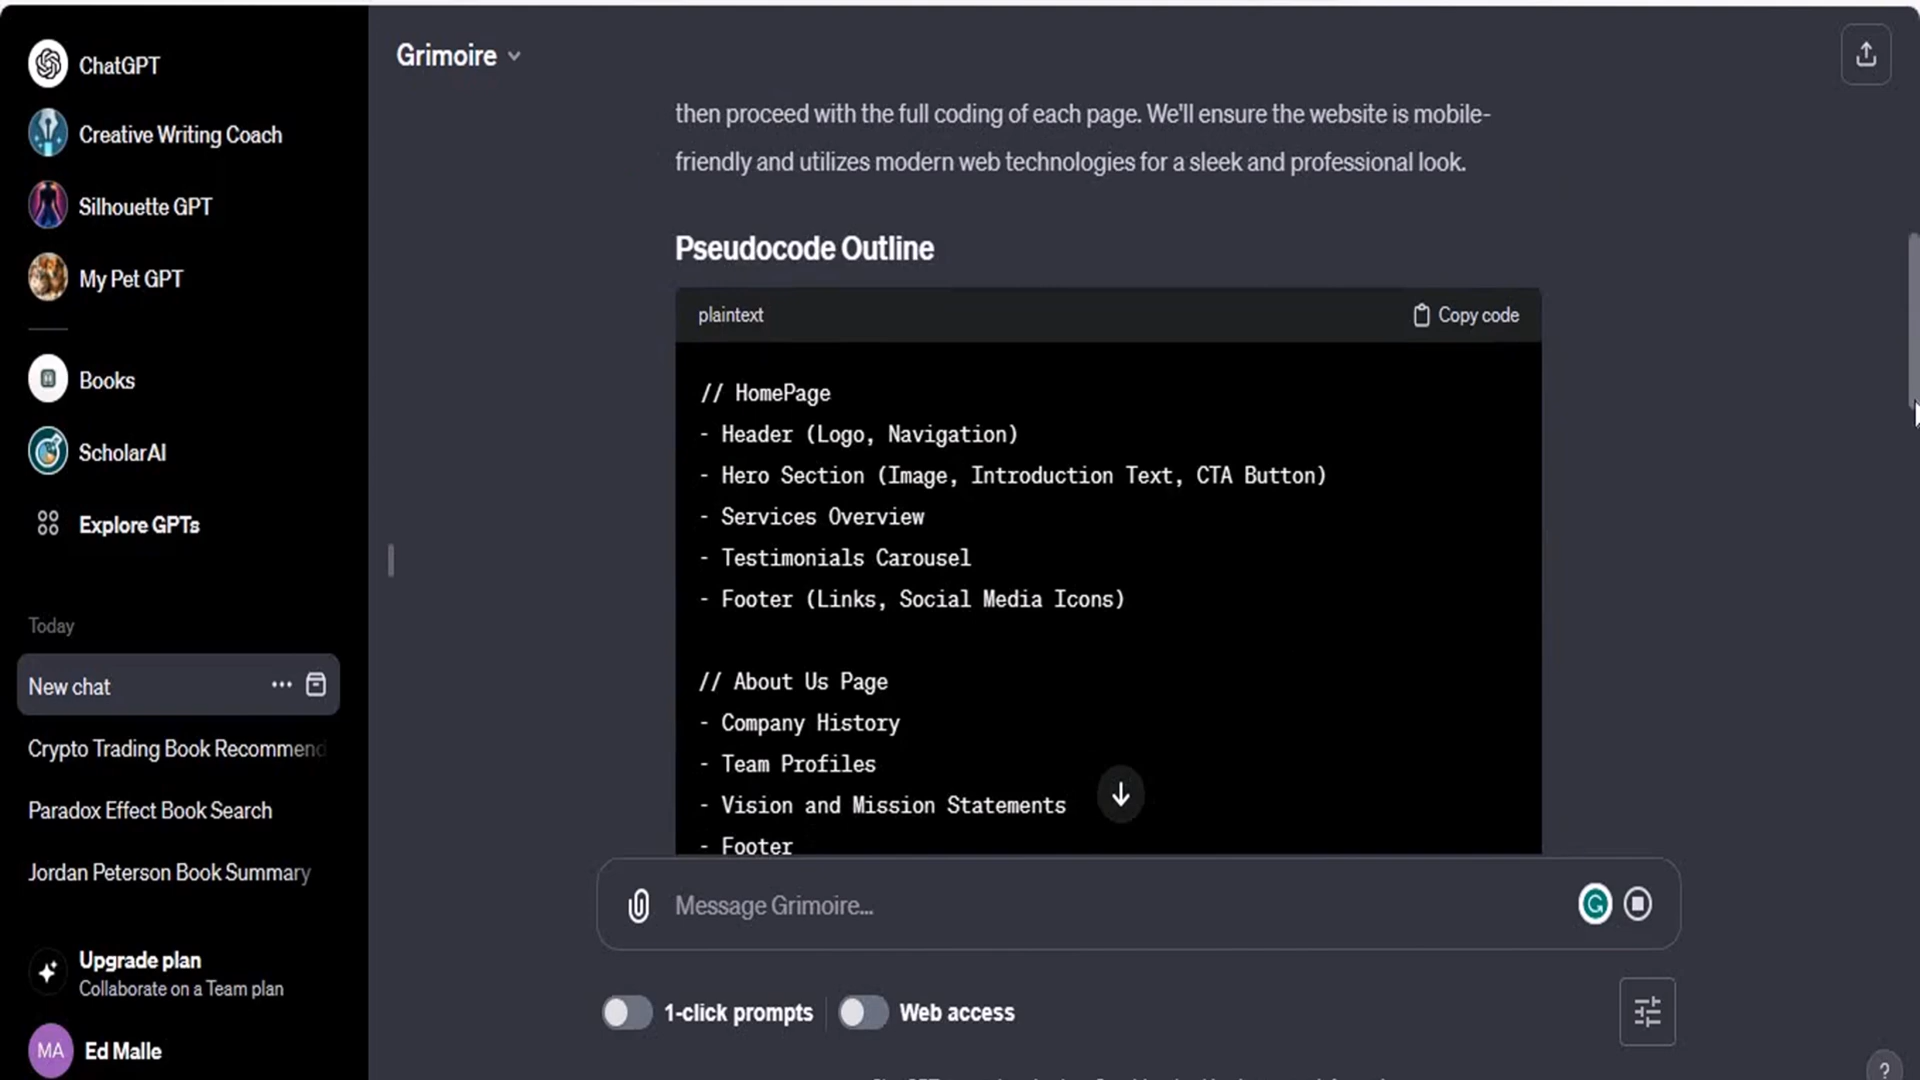 ChatGPT
Creative Writing Coach
Silhouette GPT
My Pet GPT
Books
ScholarAI
Explore GPTs
Today
New chat
Crypto Trading Book Recommend
Paradox Effect Book Search
Jordan Peterson Book Summary
Upgrade plan
Collaborate on a Team plan
MA
Ed Malle
Grimoire
then proceed with the full coding of each page. We'll ensure the website is mobile-
friendly and utilizes modern web technologies for a sleek and professional look.
Pseudocode Outline
plaintext
Copy code
// HomePage
- Header (Logo, Navigation)
- Hero Section (Image, Introduction Text, CTA Button)
- Services Overview
- Testimonials Carousel
- Footer (Links, Social Media Icons)
// About Us Page
- Company History
- Team Profiles
- Vision and Mission Statements
- Footer
Message Grimoire...
1-click prompts
Web access
?